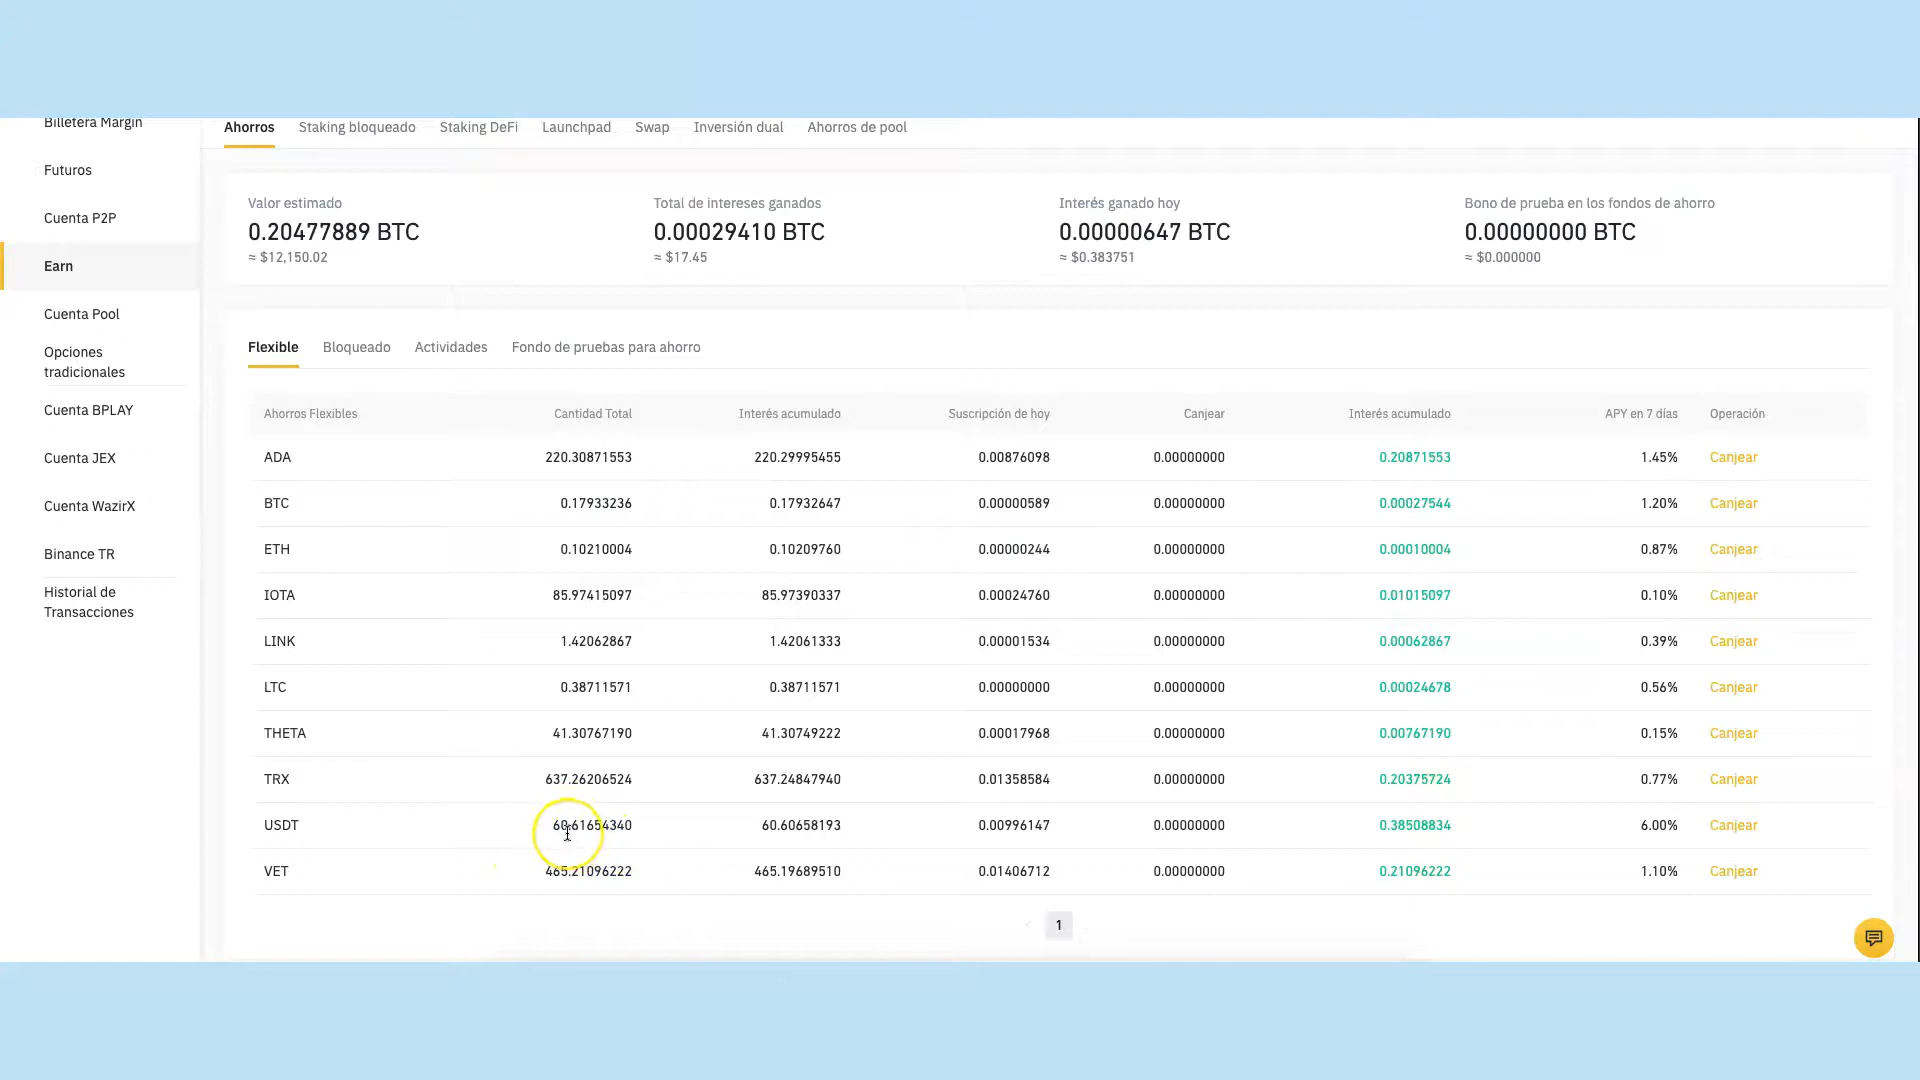 Billetera Margin
Futuros
Cuenta P2P
Earn
Cuenta Pool
Opciones
tradicionales
Cuenta BPLAY
Cuenta JEX
Cuenta WazirX
Binance TR
Historial de
Transacciones
Ahorros Staking bloqueado Staking DeFi Launchpad Swap Inversión dual Ahorros de pool
Valor estimado Total de intereses ganados Interés ganado hoy Bono de prueba en los fondos de ahorro
0.20477889 BTC 0.00029410 BTC 0.00000647 BTC 0.00000000 BTC
≈ $12,150.02 ≈ $17.45 ≈ $0.383751 ≈ $0.000000
Flexible Bloqueado Actividades Fondo de pruebas para ahorro
Ahorros Flexibles Cantidad Total Interés acumulado Suscripción de hoy Canjear Interés acumulado APY en 7 días Operación
ADA 220.30871553 220.29995455 0.00876098 0.00000000 0.20871553 1.45% Canjear
BTC 0.17933236 0.17932647 0.00000589 0.00000000 0.00027544 1.20% Canjear
ETH 0.10210004 0.10209760 0.00000244 0.00000000 0.00010004 0.87% Canjear
IOTA 85.97415097 85.97390337 0.00024760 0.00000000 0.01015097 0.10% Canjear
LINK 1.42062867 1.42061333 0.00001534 0.00000000 0.00062867 0.39% Canjear
LTC 0.38711571 0.38711571 0.00000000 0.00000000 0.00024678 0.56% Canjear
THETA 41.30767190 41.30749222 0.00017968 0.00000000 0.00767190 0.15% Canjear
TRX 637.26206524 637.24847940 0.01358584 0.00000000 0.20375724 0.77% Canjear
USDT 60.61654340 60.60658193 0.00996147 0.00000000 0.38508834 6.00% Canjear
VET 465.21096222 465.19689510 0.01406712 0.00000000 0.21096222 1.10% Canjear
1